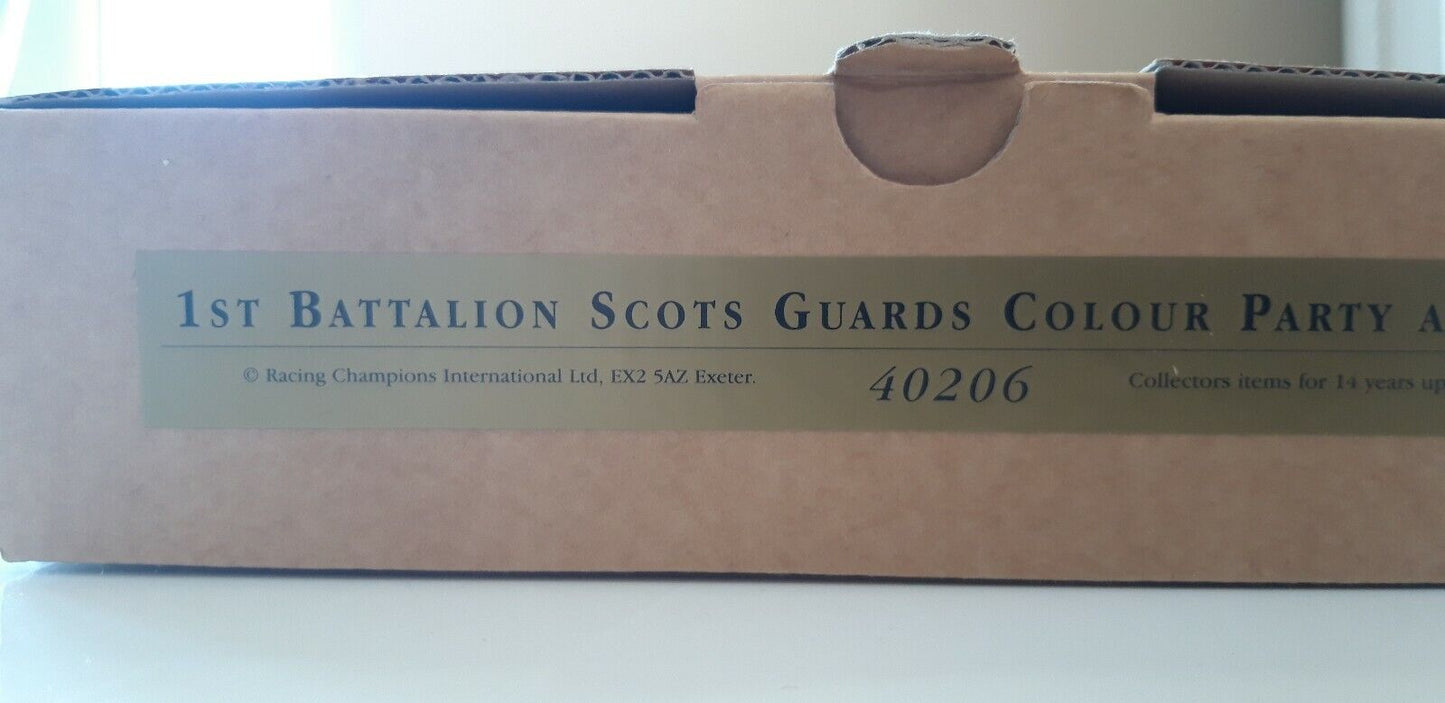 1ST BATTALION SCOTS GUARDS COLOUR PARTY A
© Racing Champions International Ltd, EX2 5AZ Exeter. 40206 Collectors items for 14 years up